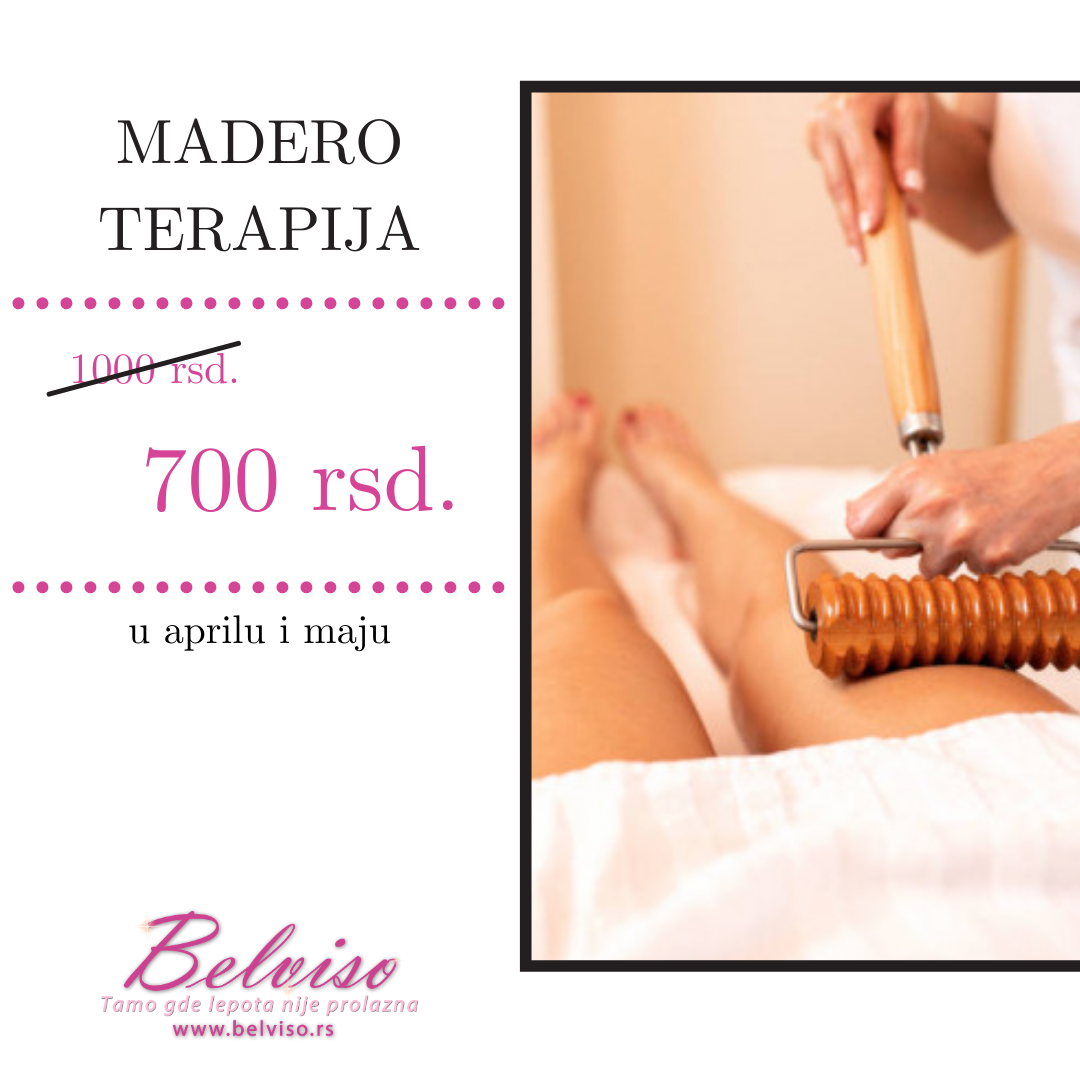 MADERO
TERAPIJA
1000 rsd.
700 rsd.
u aprilu i maju
Belviso
Tamo gde lepota nije prolazna
www.belviso.rs